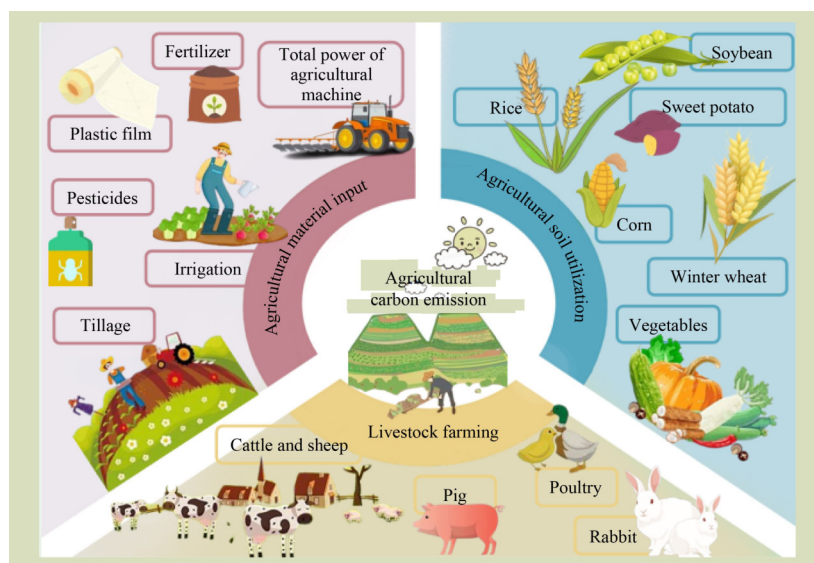 Fertilizer
Total power of
agricultural
machine
Plastic film
Pesticides
Irrigation
Tillage
Agricultural material input
Soybean
Rice
Sweet potato
Corn
Winter wheat
Vegetables
Agricultural soil utilization
Agricultural
carbon emission
Livestock farming
Cattle and sheep
Pig
Poultry
Rabbit